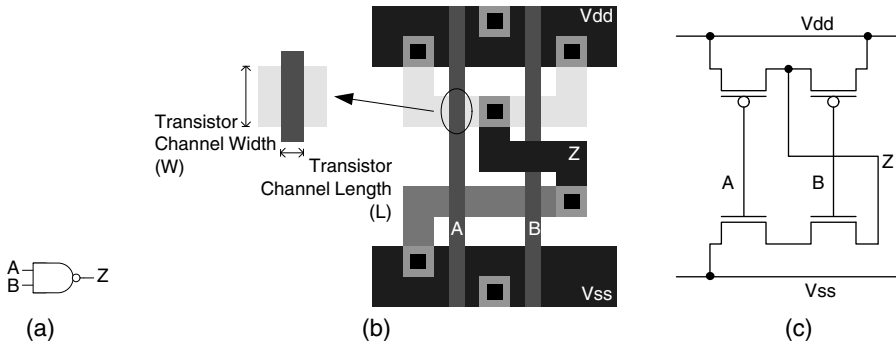 A
B
Z
(a)
Transistor
Channel Width
(W)
Transistor
Channel Length
(L)
Vdd
Z
A
B
Vss
(b)
Vdd
A
B
Z
Vss
(c)